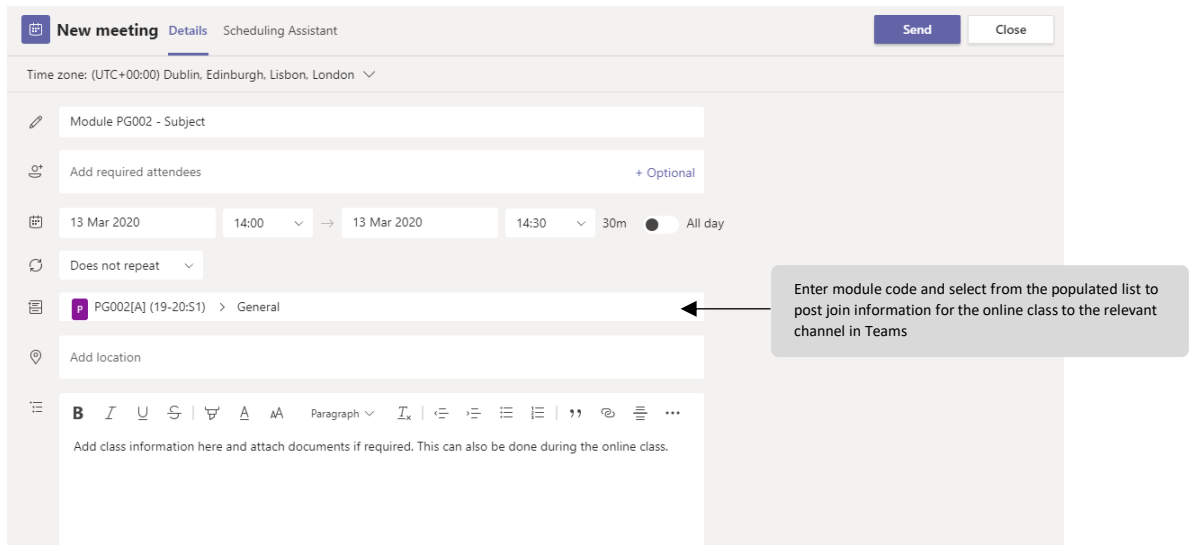 New meeting Details Scheduling Assistant Send Close
Time zone: (UTC+00:00) Dublin, Edinburgh, Lisbon, London
Module PG002 - Subject
Add required attendees + Optional
13 Mar 2020 14:00 → 13 Mar 2020 14:30 30m All day
Does not repeat
P PG002[A] (19-20:S1) > General
Enter module code and select from the populated list to
post join information for the online class to the relevant
channel in Teams
Add location
B I U S A AA Paragraph Tx
Add class information here and attach documents if required. This can also be done during the online class.